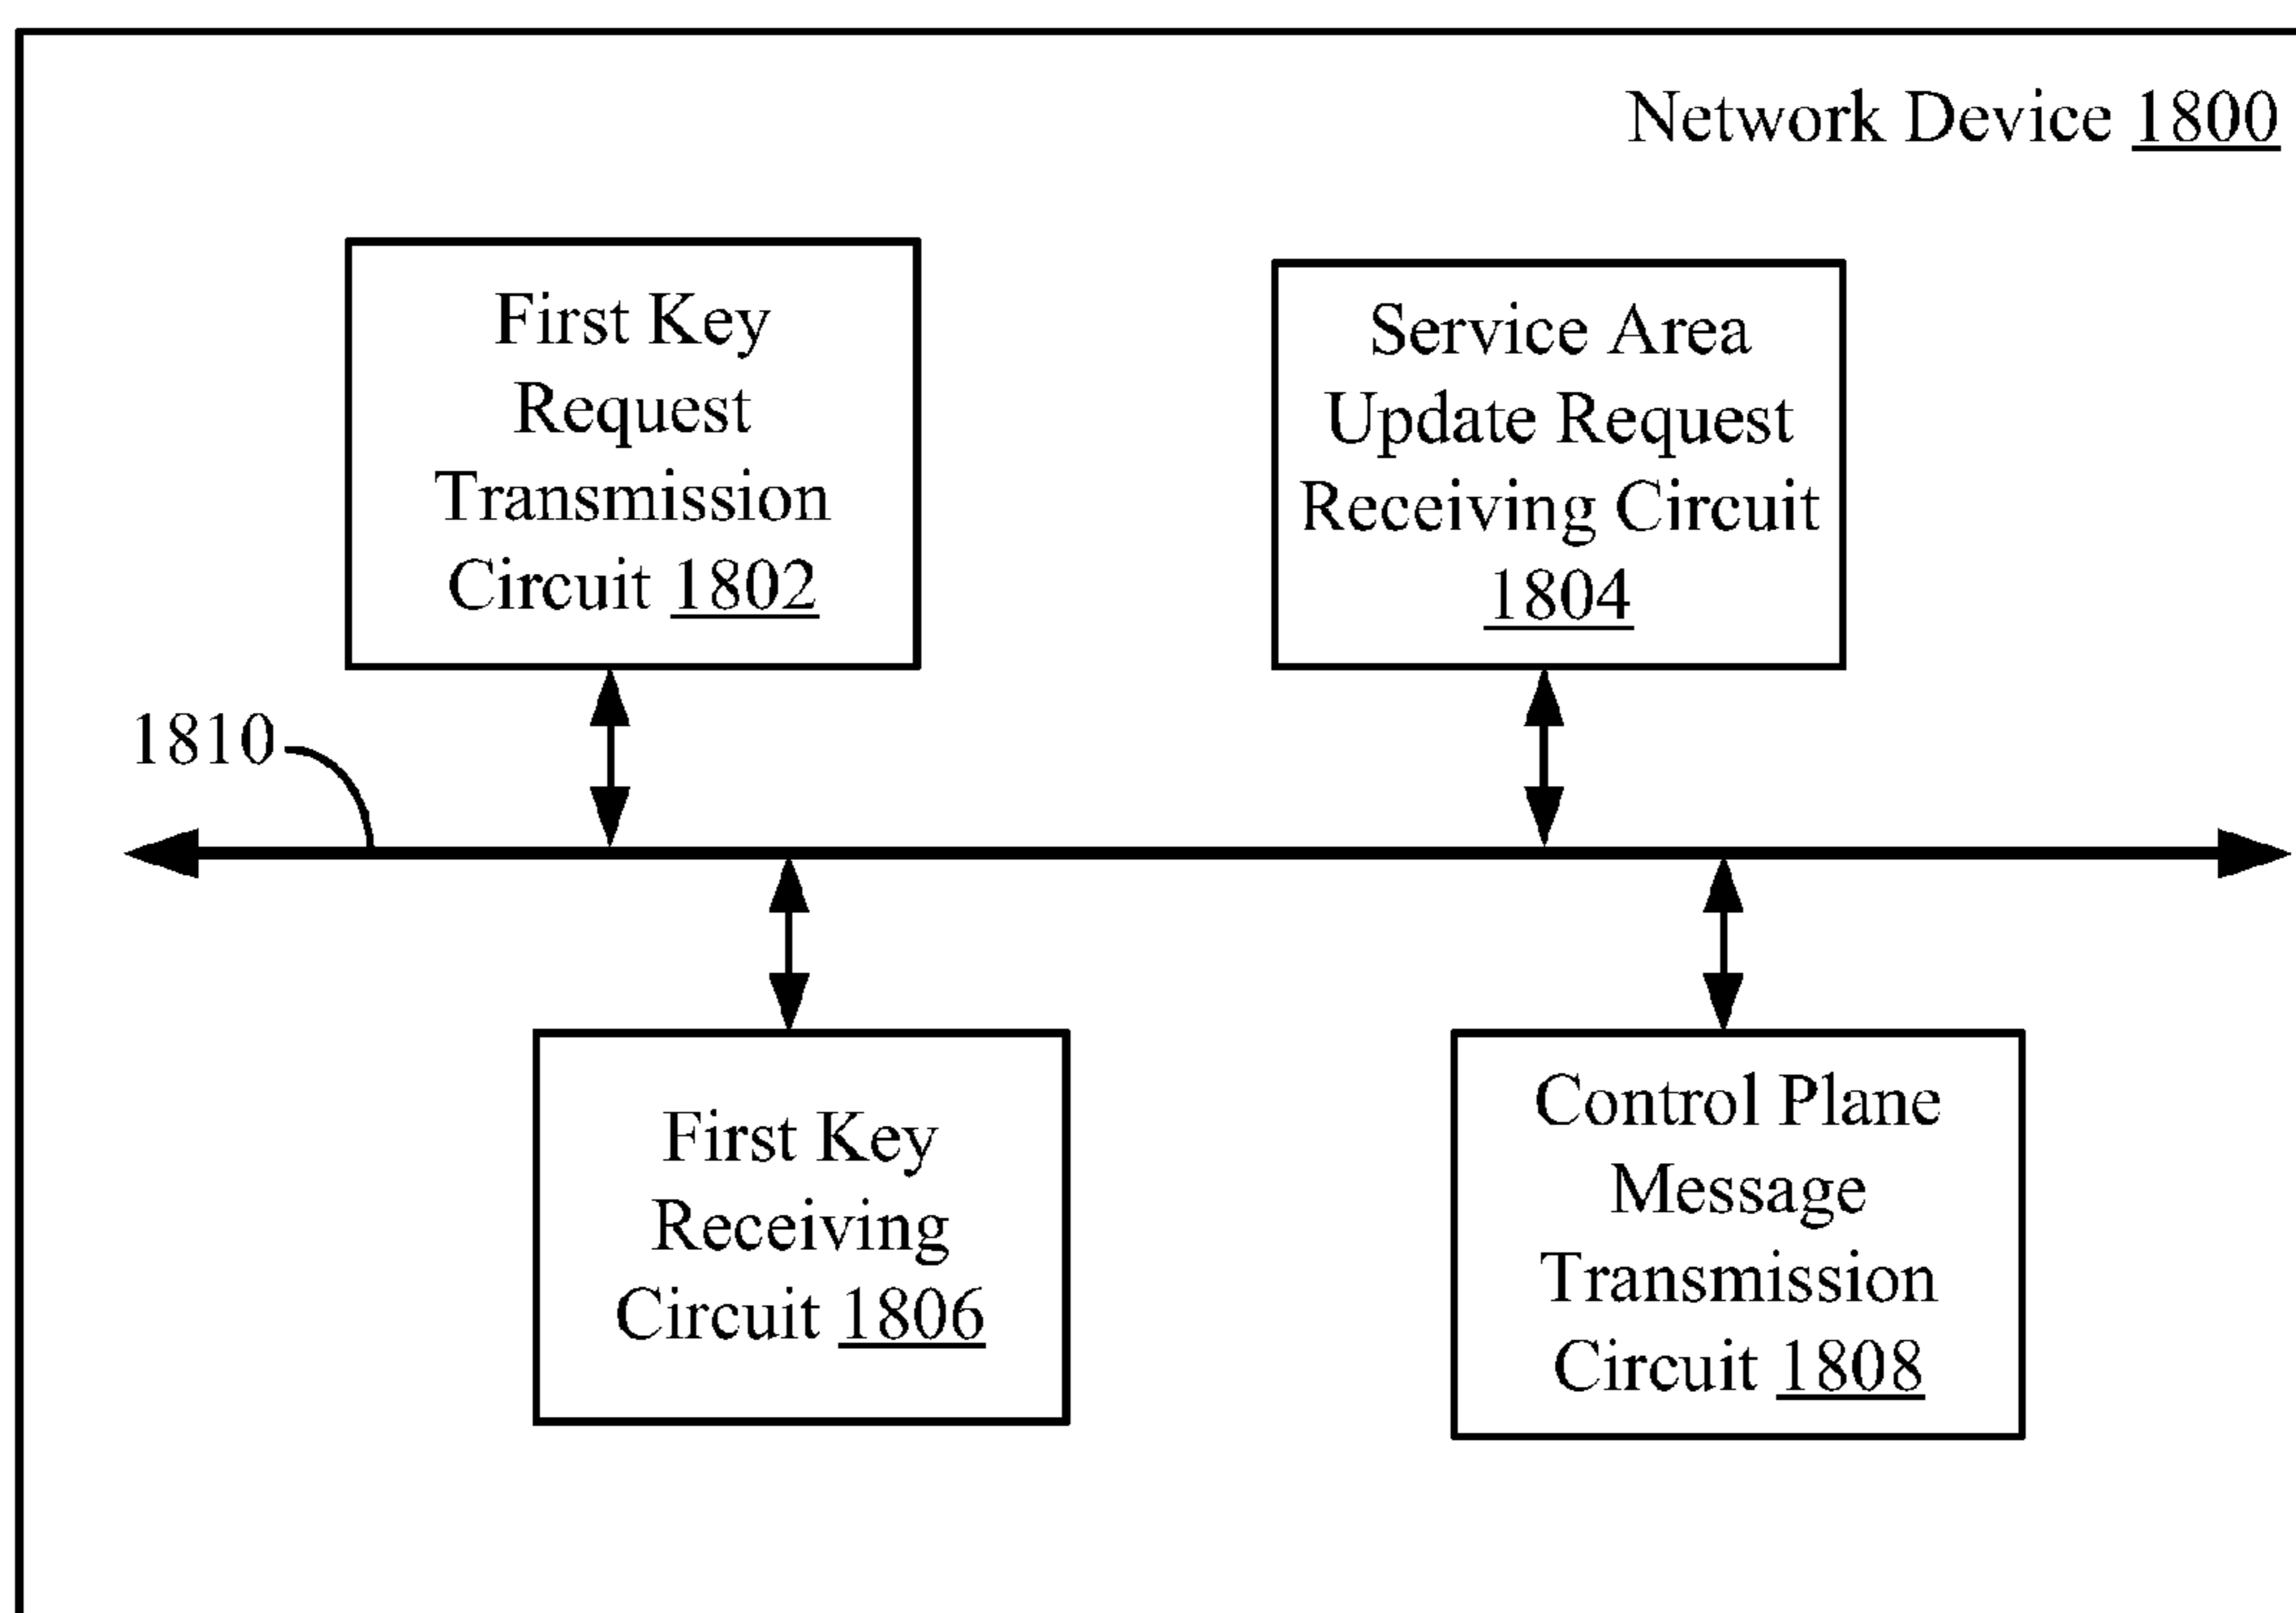 Network Device 1800
First Key
Request
Transmission
Circuit 1802
Service Area
Update Request
Receiving Circuit
1804
1810
First Key
Receiving
Circuit 1806
Control Plane
Message
Transmission
Circuit 1808